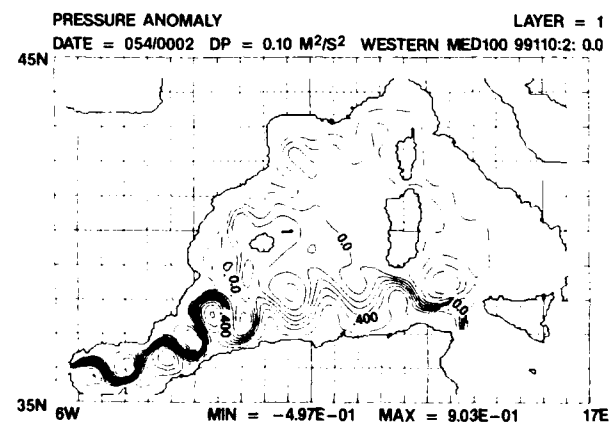 PRESSURE ANOMALY LAYER = 1
DATE = 054/0002 DP = 0.10 M²/S² WESTERN MED100 99110:2: 0.0
45N
1
0.0
0.0
400
400
0.0
35N
6W MIN = -4.97E-01 MAX = 9.03E-01 17E